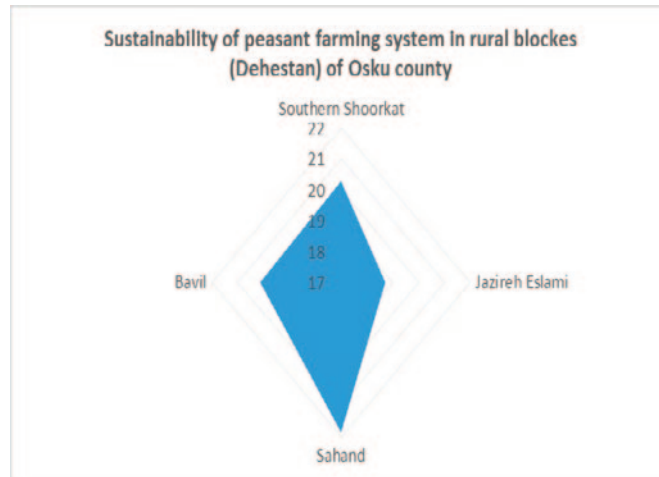 Sustainability of peasant farming system in rural blockes
(Dehestan) of Osku county
Southern Shoorkat
22
21
20
19
18
Bavil
17
Jazireh Eslami
Sahand